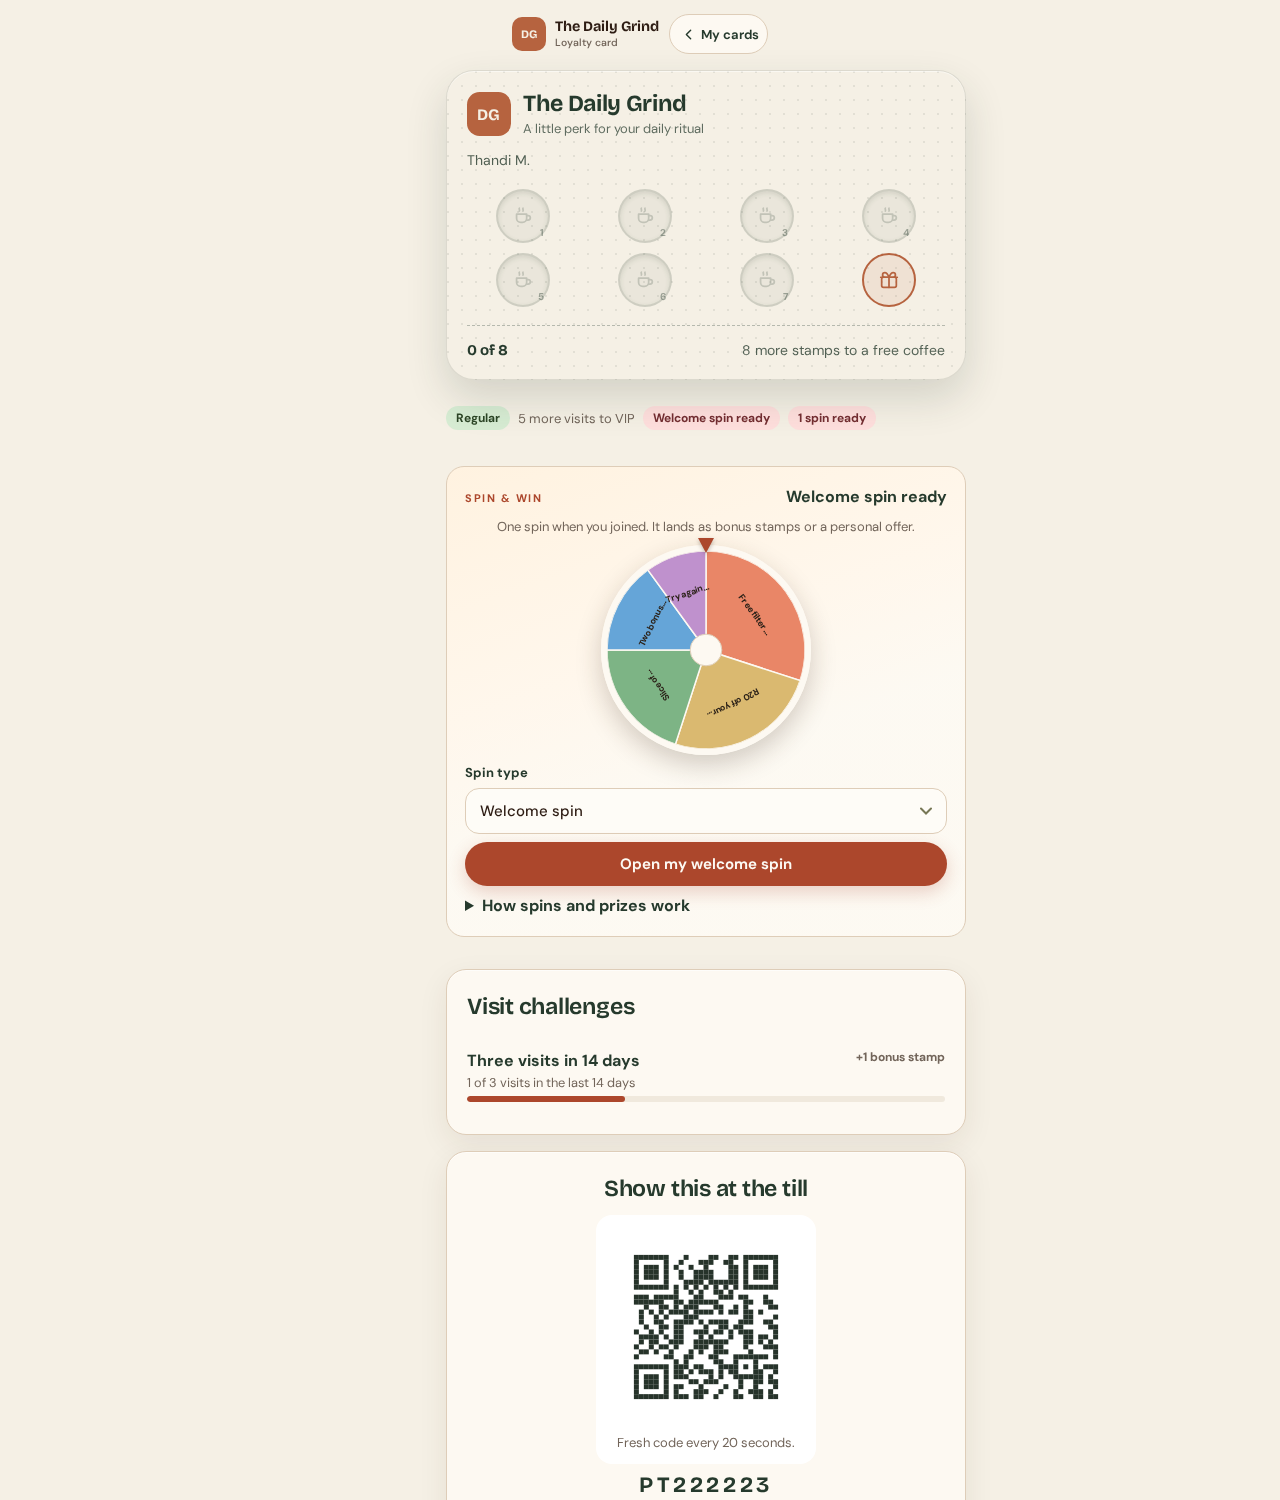 DG
The Daily Grind
Loyalty card
My cards
DG
The Daily Grind
A little perk for your daily ritual
Thandi M.
1
2
3
4
5
6
7
0 of 8
8 more stamps to a free coffee
Regular
5 more visits to VIP
Welcome spin ready
1 spin ready
SPIN & WIN
Welcome spin ready
One spin when you joined. It lands as bonus stamps or a personal offer.
Try again…
Free filter…
Two bonus…
Slice of…
R20 off your…
Spin type
Welcome spin
Open my welcome spin
How spins and prizes work
Visit challenges
Three visits in 14 days
+1 bonus stamp
1 of 3 visits in the last 14 days
Show this at the till
Fresh code every 20 seconds.
PT222223